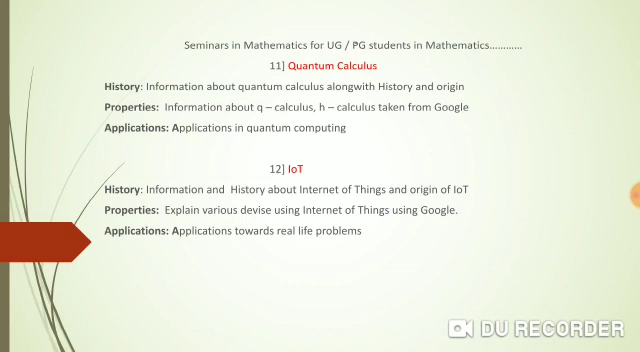 Seminars in Mathematics for UG / PG students in Mathematics…………
11] Quantum Calculus
History: Information about quantum calculus alongwith History and origin
Properties: Information about q – calculus, h – calculus taken from Google
Applications: Applications in quantum computing
12] IoT
History: Information and History about Internet of Things and origin of IoT
Properties: Explain various devise using Internet of Things using Google.
Applications: Applications towards real life problems
DU RECORDER